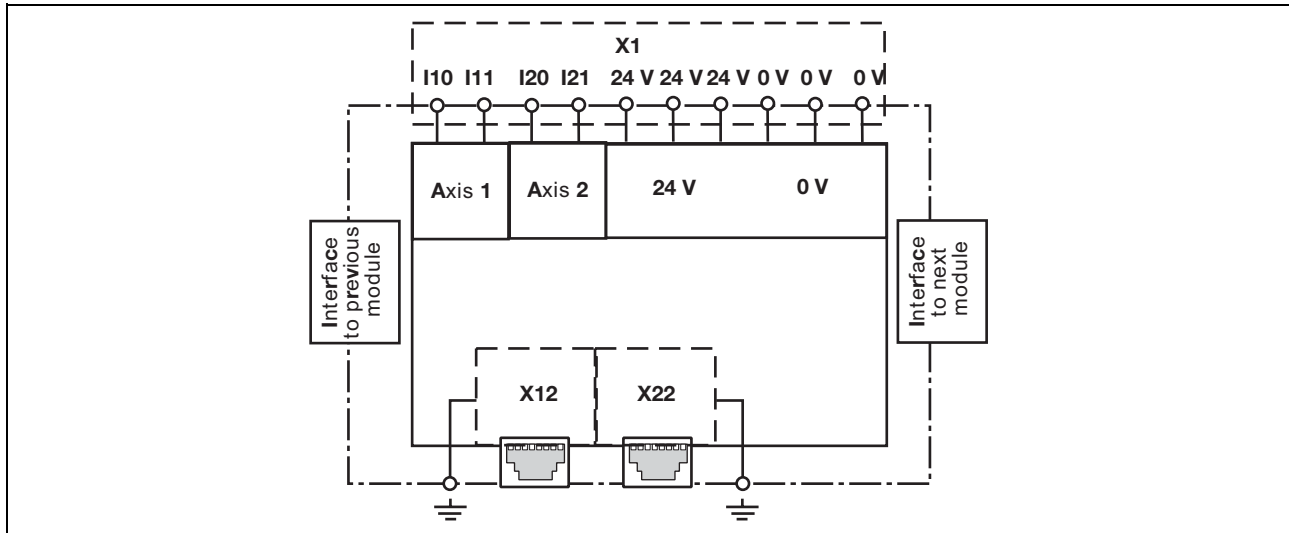 X1
I10 I11 I20 I21 24 V 24 V 24 V 0 V 0 V 0 V
Axis 1 Axis 2 24 V 0 V
Interface
to previous
module
Interface
to next
module
X12 X22